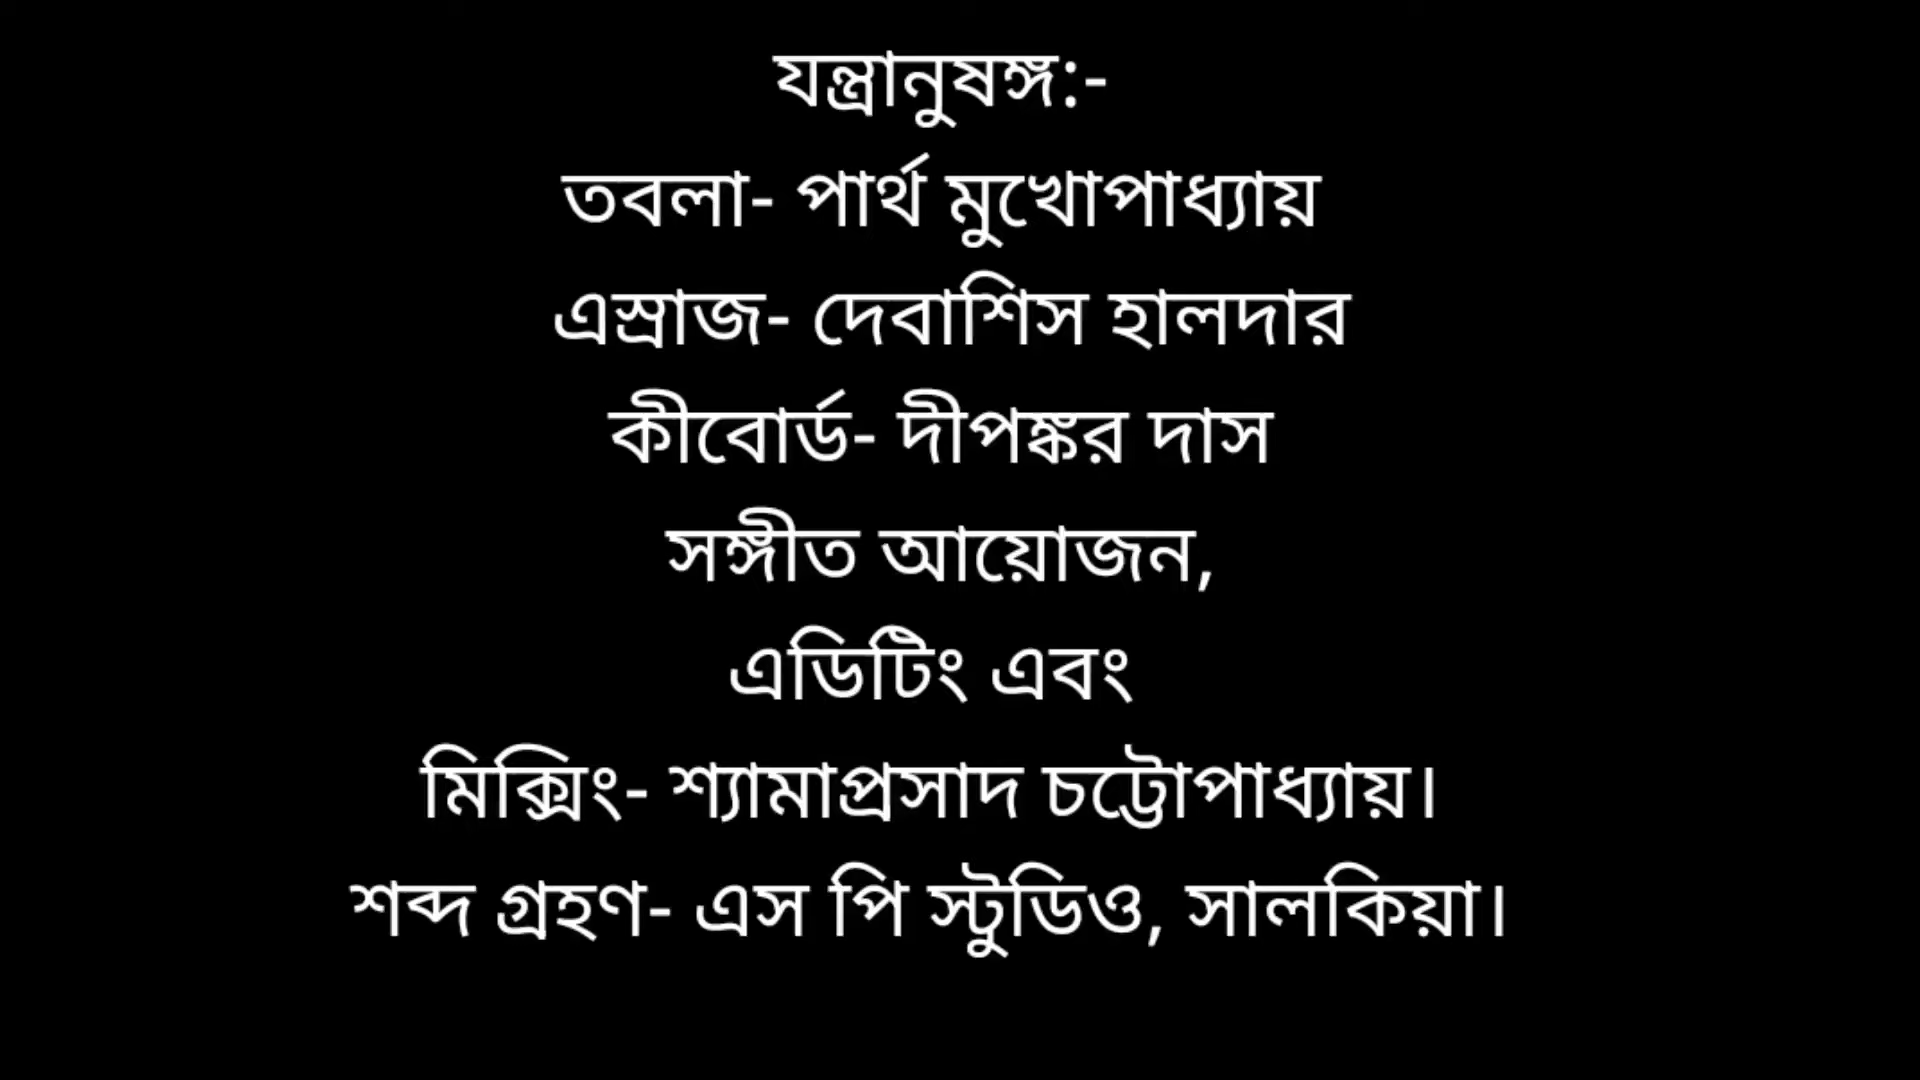 যন্ত্রানুষঙ্গ:-
তবলা- পার্থ মুখোপাধ্যায়
এস্রাজ- দেবাশিস হালদার
কীবোর্ড- দীপঙ্কর দাস
সঙ্গীত আয়োজন,
এডিটিং এবং
মিক্সিং- শ্যামাপ্রসাদ চট্টোপাধ্যায়।
শব্দ গ্রহণ- এস পি স্টুডিও, সালকিয়া।